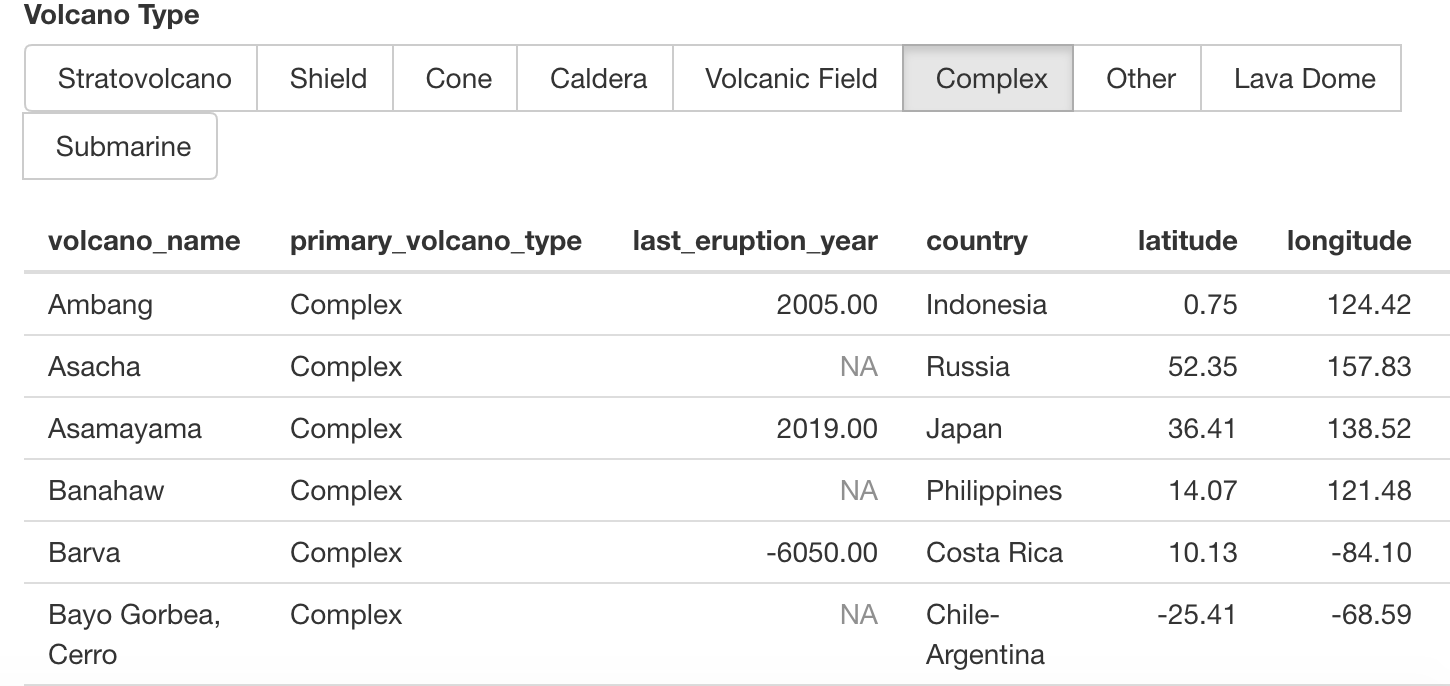 Volcano Type
Stratovolcano Shield Cone Caldera Volcanic Field Complex Other Lava Dome
Submarine
volcano_name primary_volcano_type last_eruption_year country latitude longitude
Ambang Complex 2005.00 Indonesia 0.75 124.42
Asacha Complex NA Russia 52.35 157.83
Asamayama Complex 2019.00 Japan 36.41 138.52
Banahaw Complex NA Philippines 14.07 121.48
Barva Complex -6050.00 Costa Rica 10.13 -84.10
Bayo Gorbea, Complex NA Chile- -25.41 -68.59
Cerro Argentina